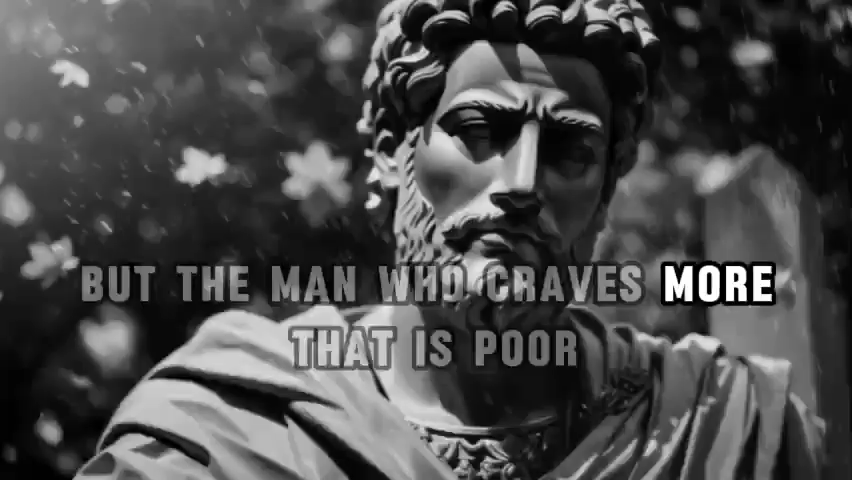 BUT THE MAN WHO CRAVES MORE
THAT IS POOR